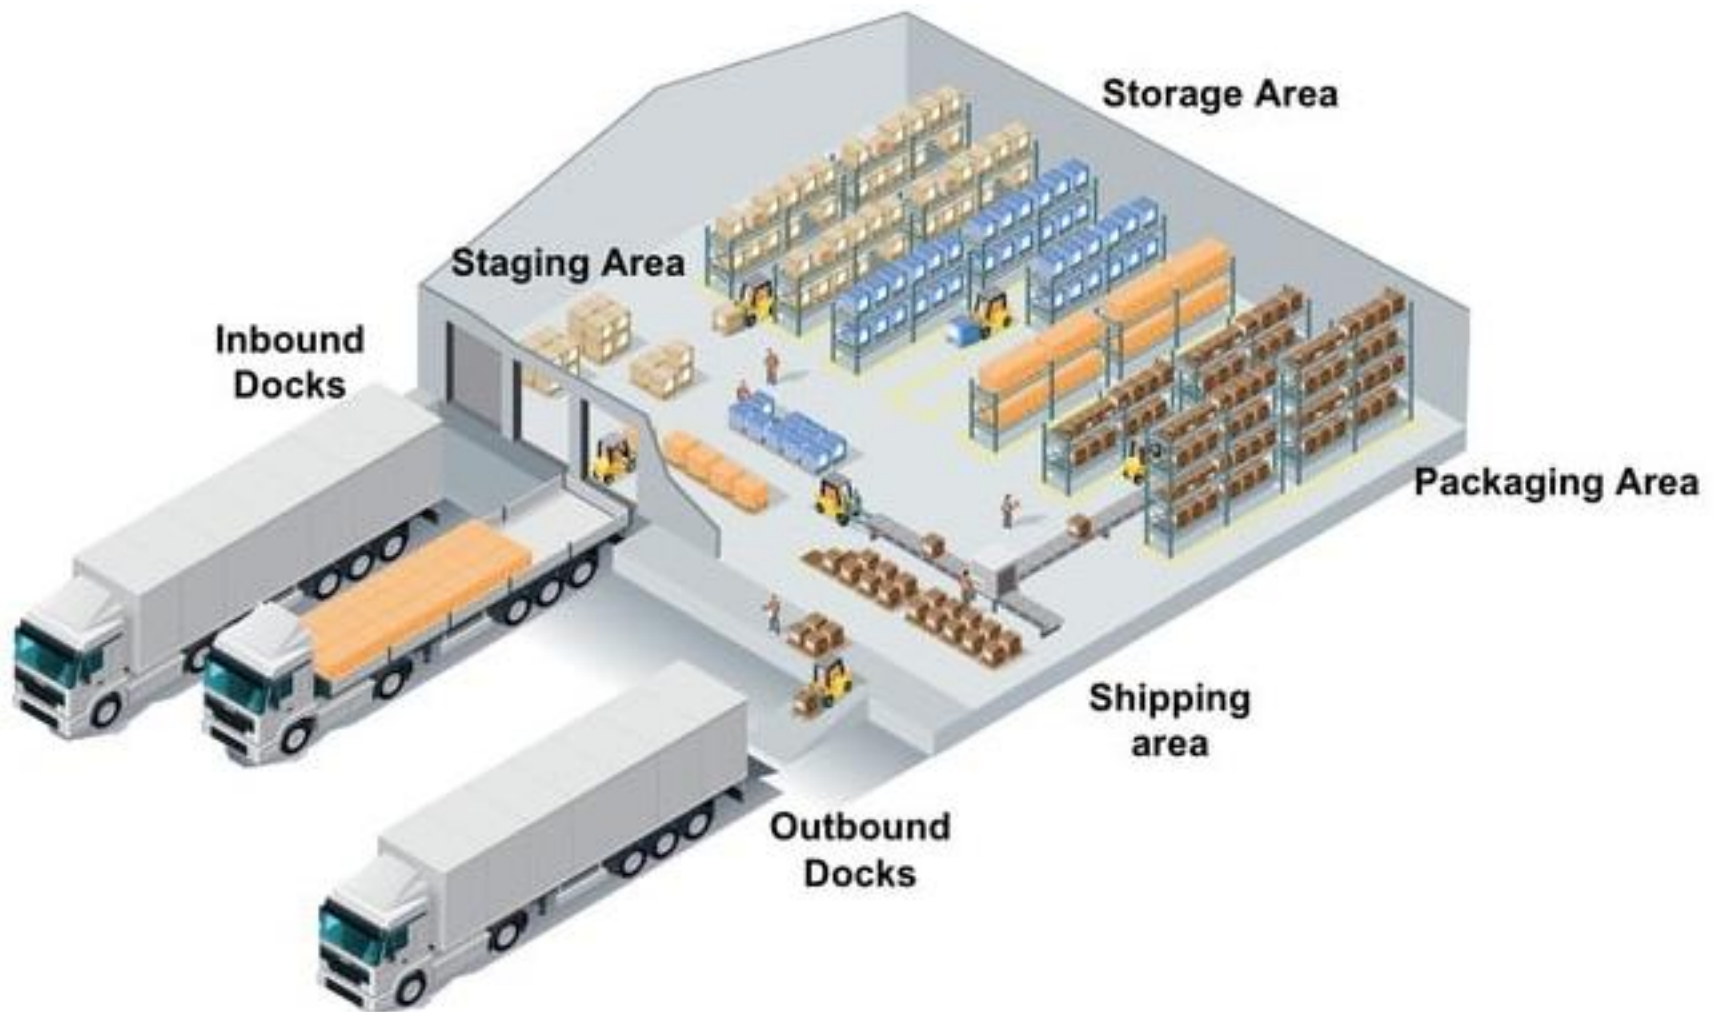 Storage Area
Staging Area
Inbound
Docks
Packaging Area
Shipping
area
Outbound
Docks